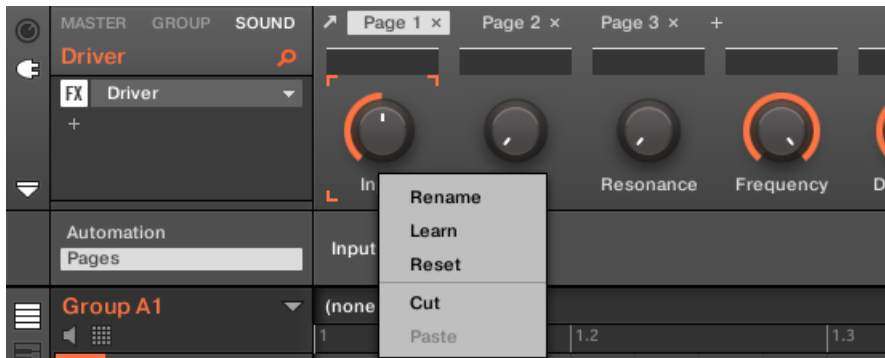 MASTER GROUP SOUND
Page 1 × Page 2 × Page 3 × +
Driver
FX Driver
+
Resonance Frequency
Rename
Automation
Learn
Pages
Input
Reset
Group A1
(none
Cut
1 1.2 1.3
Paste